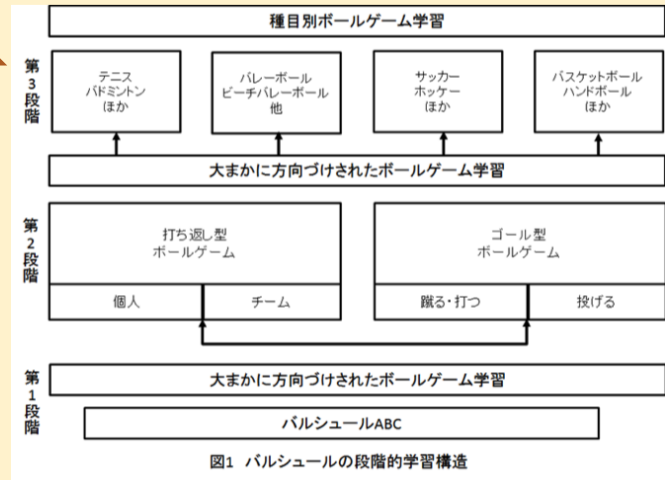 種目別ボールゲーム学習
第3段階
テニス
バドミントン
ほか
バレーボール
ビーチバレーボール
他
サッカー
ホッケー
ほか
バスケットボール
ハンドボール
ほか
大まかに方向づけされたボールゲーム学習
第2段階
打ち返し型
ボールゲーム
ゴール型
ボールゲーム
個人
チーム
蹴る・打つ
投げる
第1段階
大まかに方向づけされたボールゲーム学習
バルシューレABC
図1 バルシューレの段階的学習構造